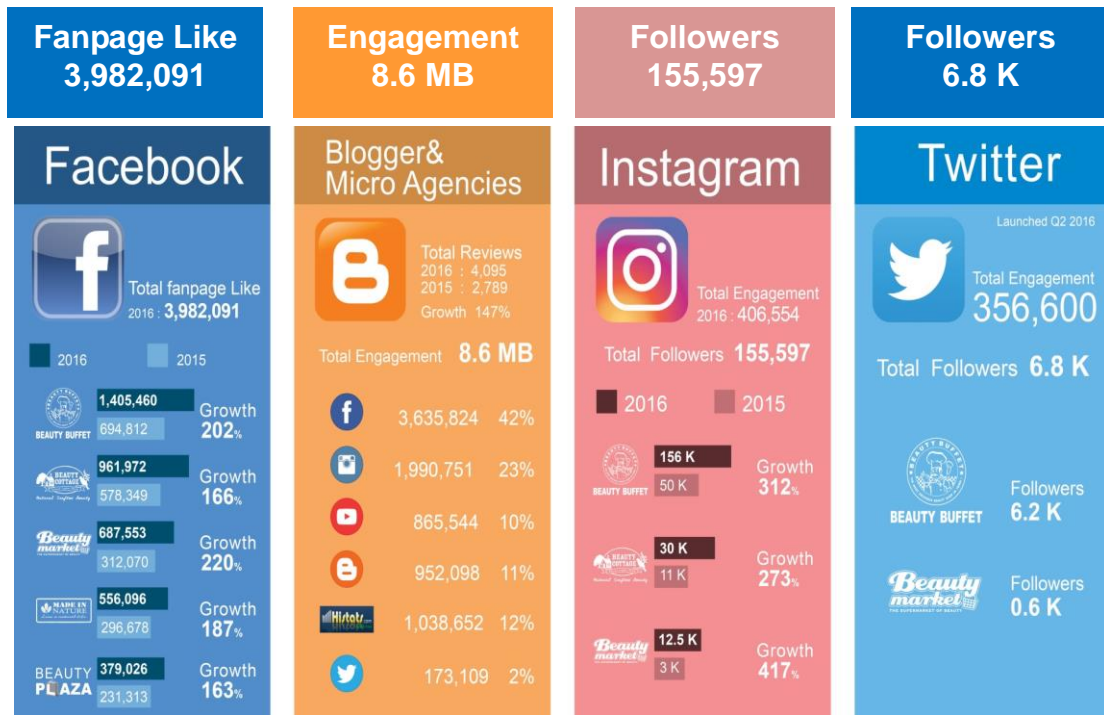 Fanpage Like
3,982,091
Engagement
8.6 MB
Followers
155,597
Followers
6.8 K
Facebook
Total fanpage Like
2016 : 3,982,091
2016
2015
BEAUTY BUFFET
1,405,460
694,812
Growth
202%
BEAUTY
COTTAGE
961,972
578,349
Growth
166%
Beauty
market
687,553
312,070
Growth
220%
MADE IN
NATURE
556,096
296,678
Growth
187%
BEAUTY
PLAZA
379,026
231,313
Growth
163%
Blogger&
Micro Agencies
Total Reviews
2016 : 4,095
2015 : 2,789
Growth 147%
Total Engagement 8.6 MB
3,635,824 42%
1,990,751 23%
865,544 10%
952,098 11%
Histats.com
1,038,652 12%
173,109 2%
Instagram
Total Engagement
2016 : 406,554
Total Followers 155,597
2016
2015
BEAUTY BUFFET
156 K
50 K
Growth
312%
BEAUTY
COTTAGE
30 K
11 K
Growth
273%
Beauty
market
12.5 K
3 K
Growth
417%
Twitter
Launched Q2 2016
Total Engagement
356,600
Total Followers 6.8 K
BEAUTY BUFFET
BEAUTY BUFFET
Followers
6.2 K
Beauty
market
THE SUPERMARKET OF BEAUTY
Followers
0.6 K